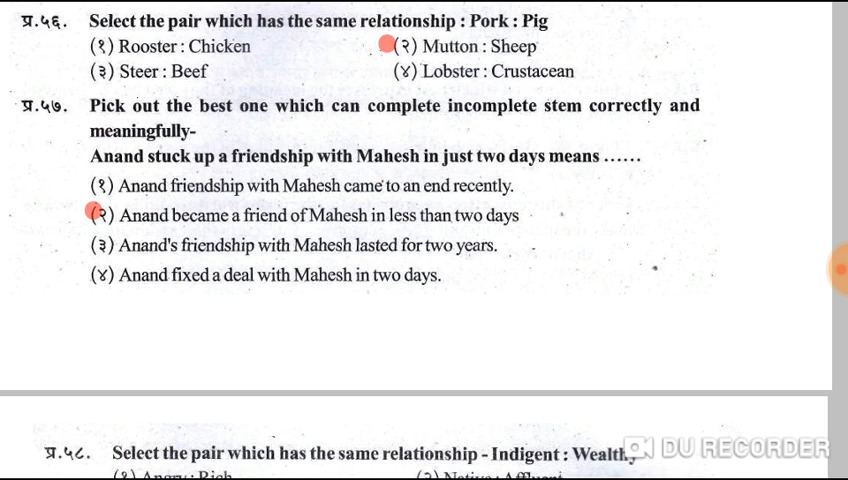 प्र.५६. Select the pair which has the same relationship : Pork : Pig
(१) Rooster : Chicken (२) Mutton : Sheep
(३) Steer : Beef (४) Lobster : Crustacean
प्र.५७. Pick out the best one which can complete incomplete stem correctly and
meaningfully-
Anand stuck up a friendship with Mahesh in just two days means ......
(१) Anand friendship with Mahesh came to an end recently.
(२) Anand became a friend of Mahesh in less than two days
(३) Anand's friendship with Mahesh lasted for two years.
(४) Anand fixed a deal with Mahesh in two days.
प्र.५८. Select the pair which has the same relationship - Indigent : Wealthy
DU RECORDER